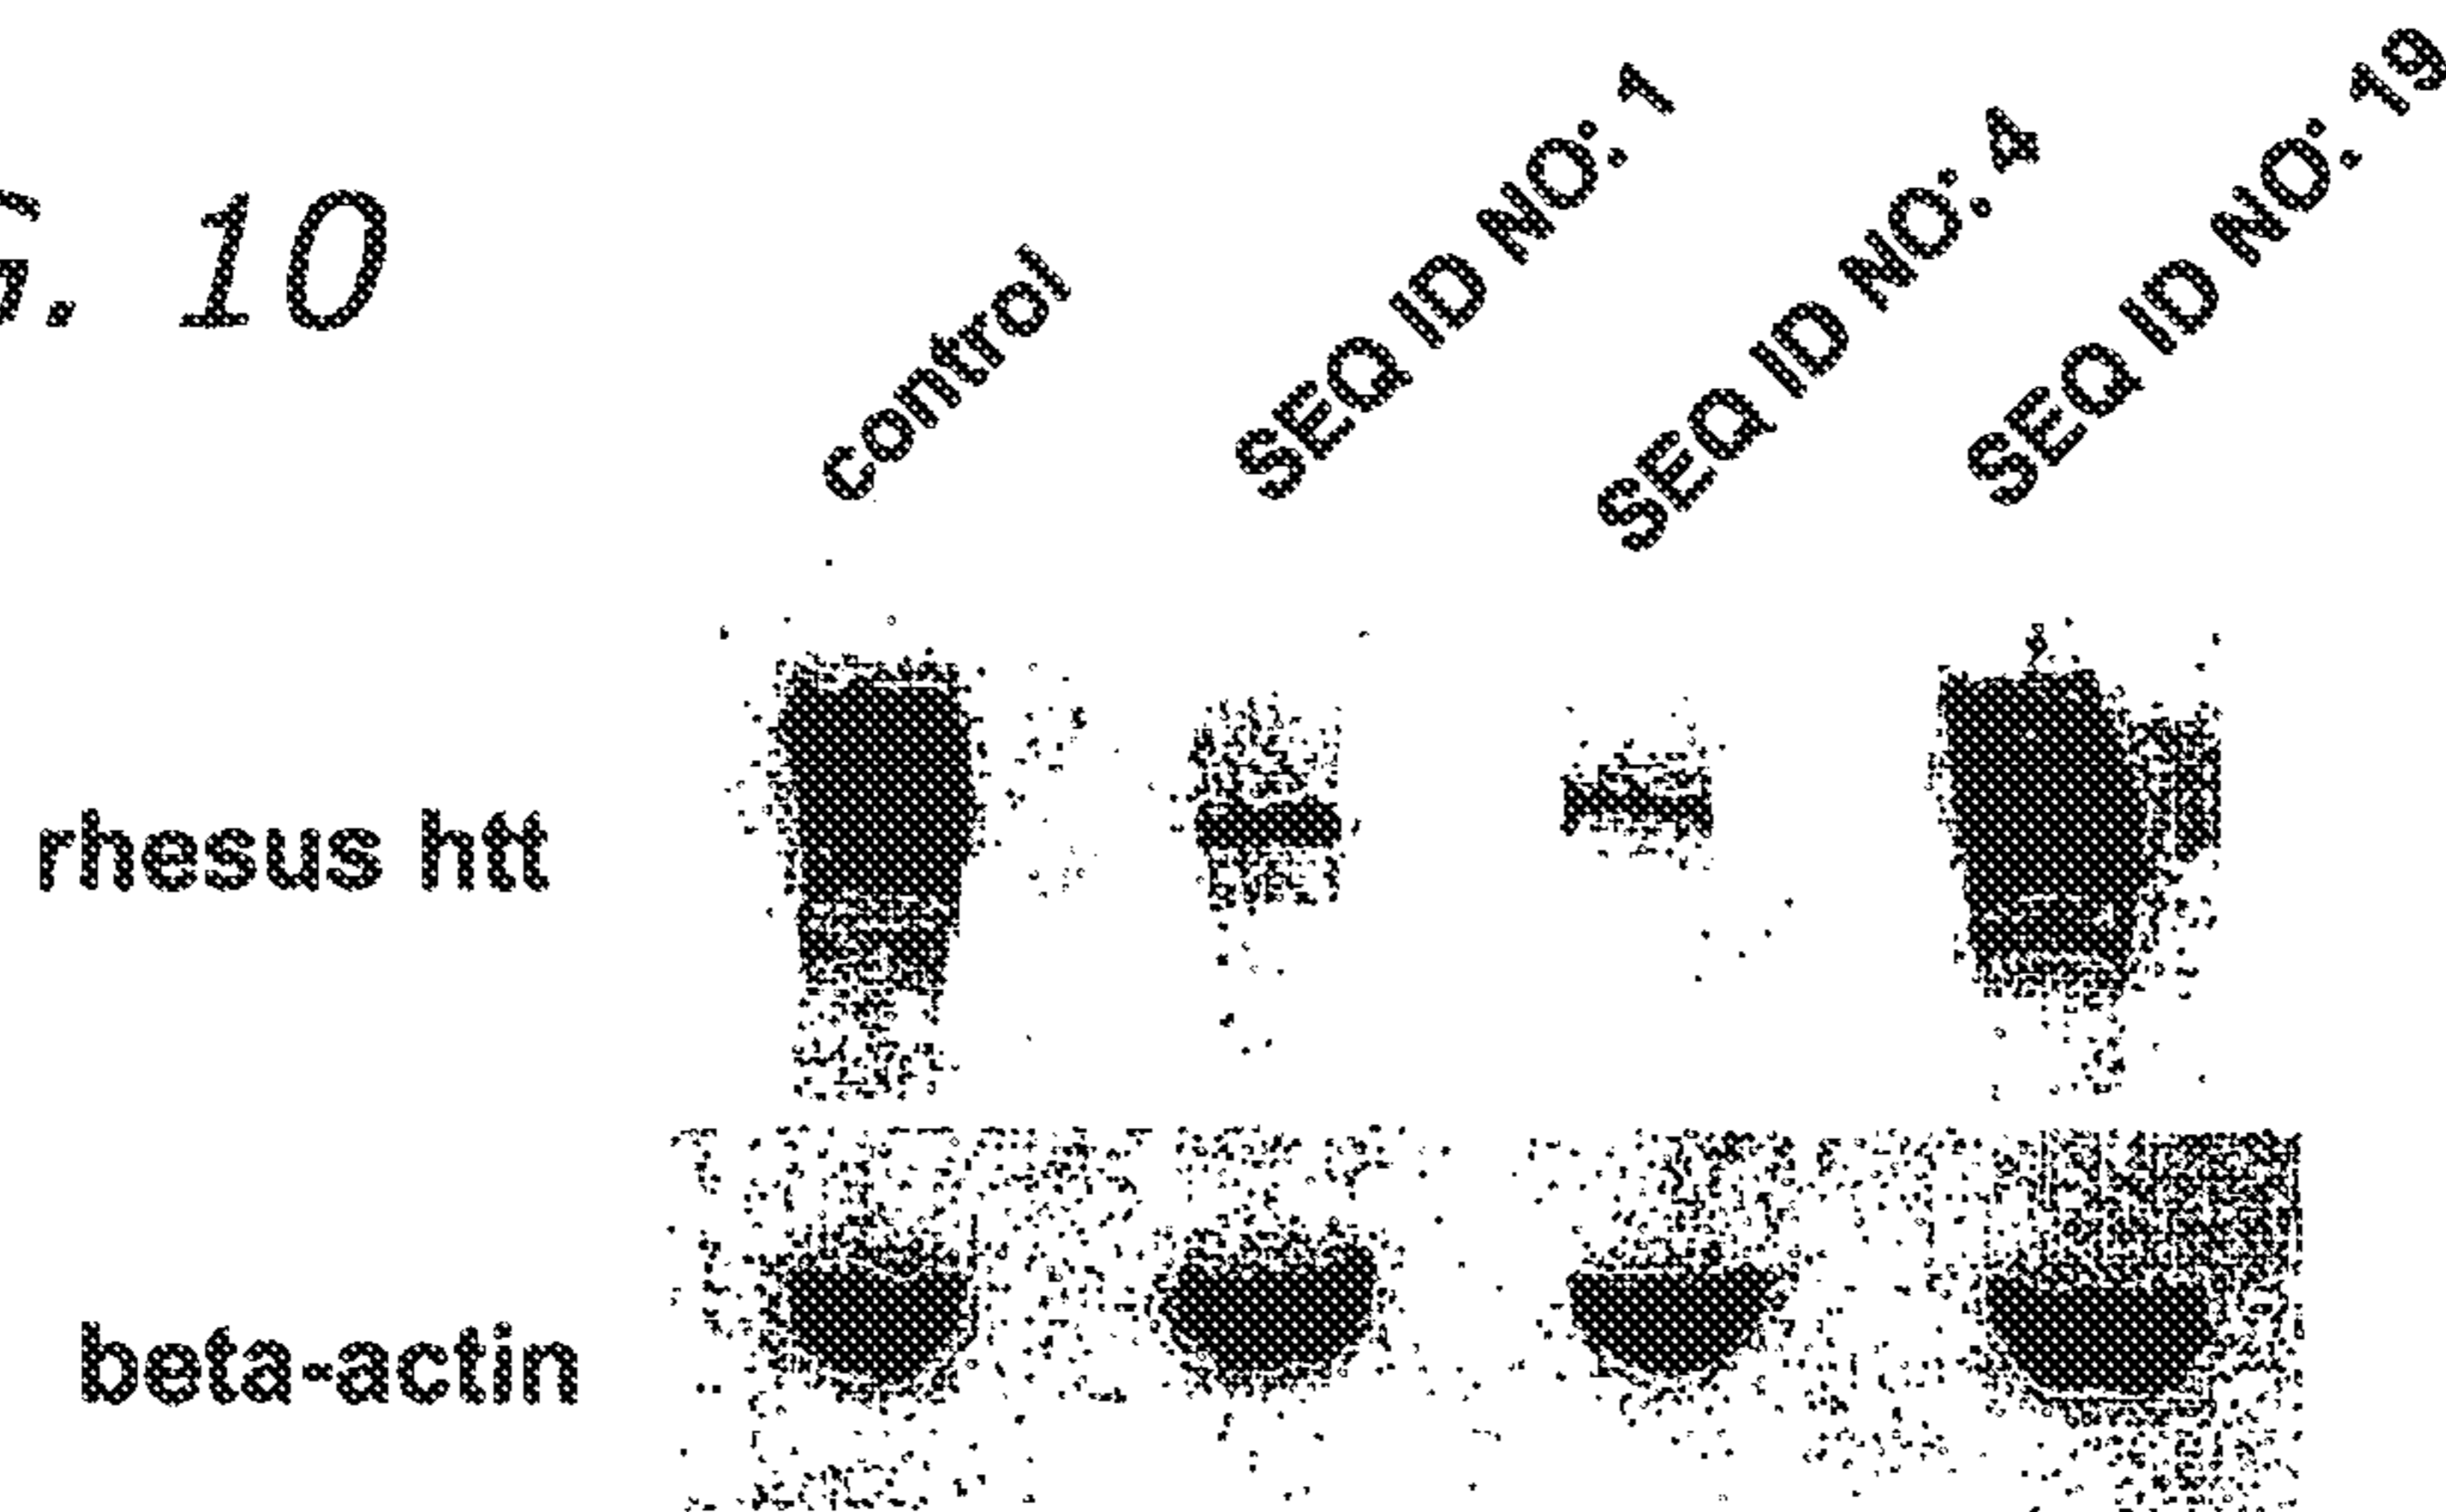 G. 10
control
SEQ ID NO: 1
SEQ ID NO: 4
SEQ ID NO: 19
rhesus htt
beta-actin